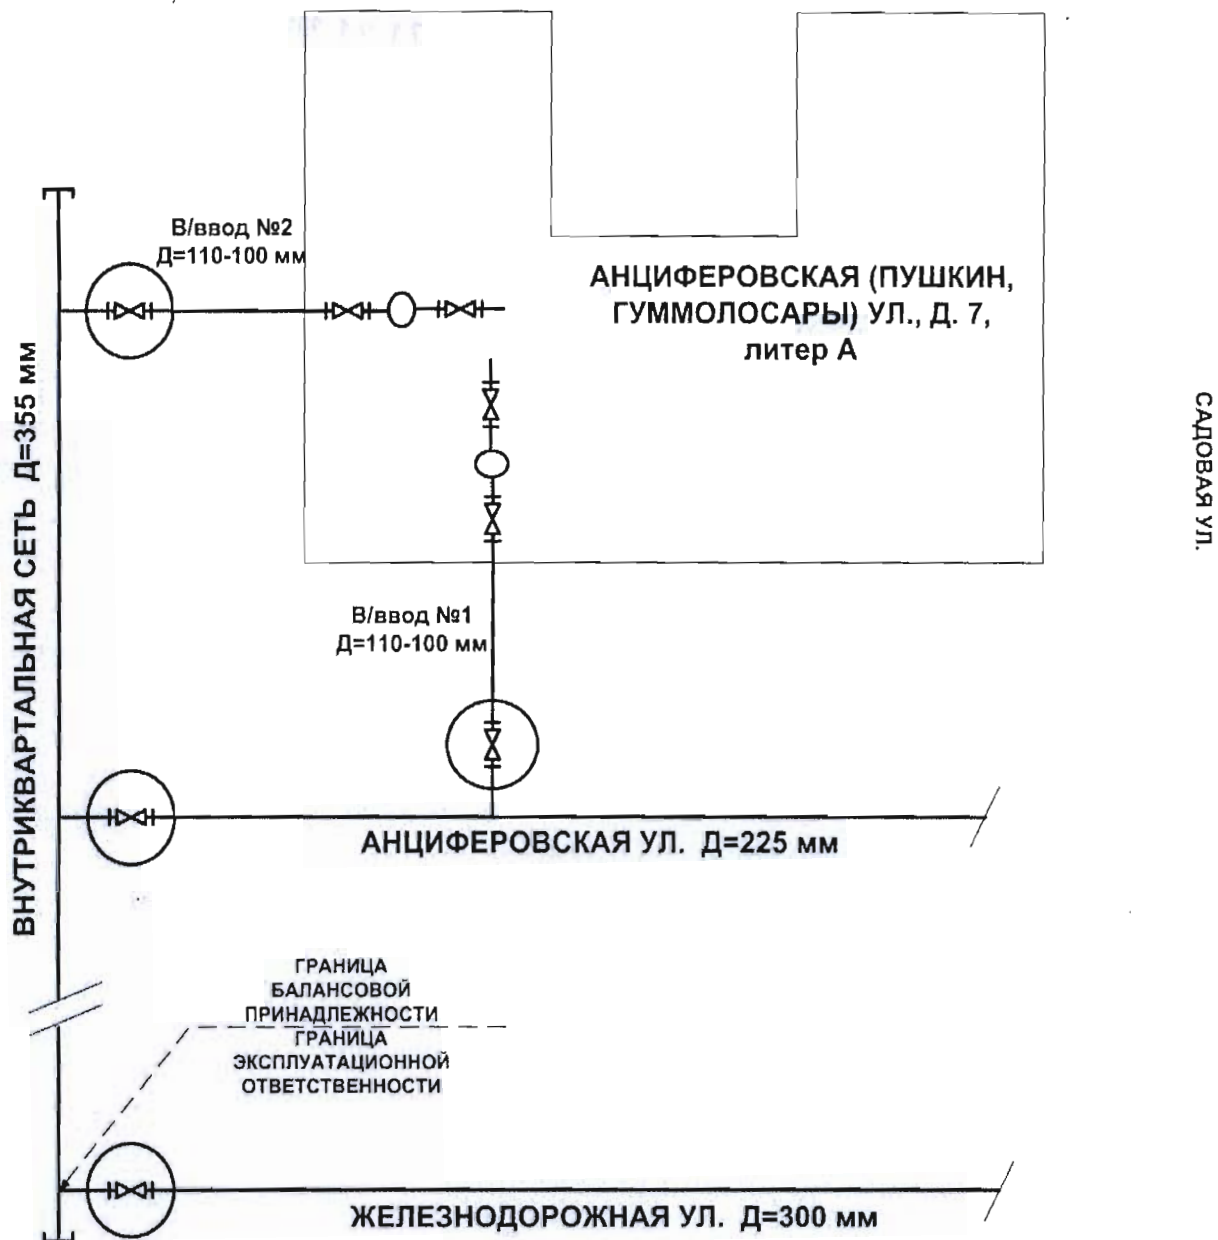 В/ввод №2
Д=110-100 мм
АНЦИФЕРОВСКАЯ (ПУШКИН,
ГУММОЛОСАРЫ) УЛ., Д. 7,
литер А
ВНУТРИКВАРТАЛЬНАЯ СЕТЬ Д=355 мм
САДОВАЯ УЛ.
В/ввод №1
Д=110-100 мм
АНЦИФЕРОВСКАЯ УЛ. Д=225 мм
ГРАНИЦА
БАЛАНСОВОЙ
ПРИНАДЛЕЖНОСТИ
ГРАНИЦА
ЭКСПЛУАТАЦИОННОЙ
ОТВЕТСТВЕННОСТИ
ЖЕЛЕЗНОДОРОЖНАЯ УЛ. Д=300 мм